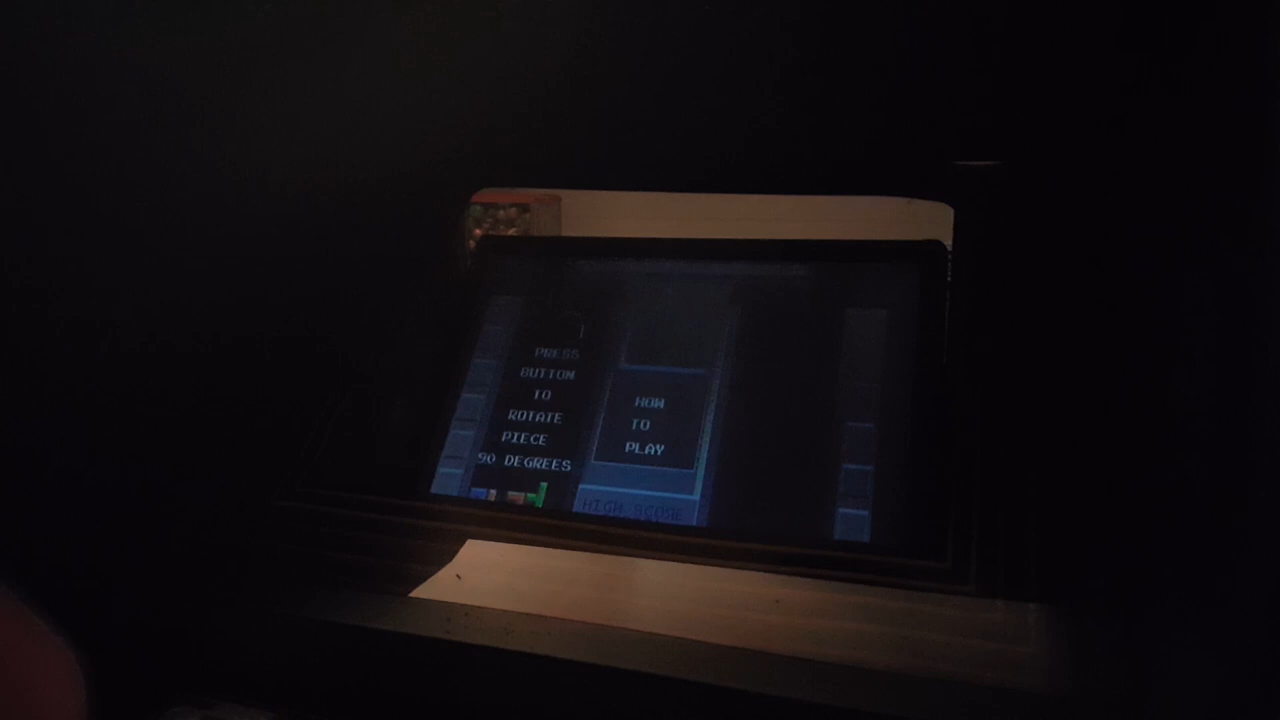 PRESS
BUTTON
TO
ROTATE
PIECE
90 DEGREES
HOW
TO
PLAY
HIGH SCORE